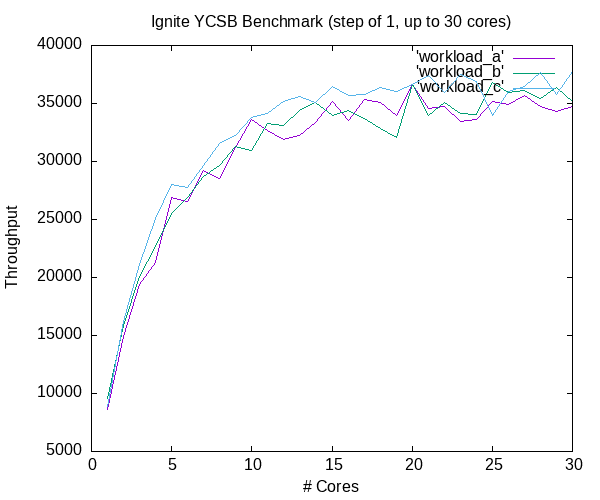 Ignite YCSB Benchmark (step of 1, up to 30 cores)
40000
35000
30000
25000
20000
15000
10000
5000
Throughput
'workload_a'
'workload_b'
'workload_c'
0 5 10 15 20 25 30
# Cores